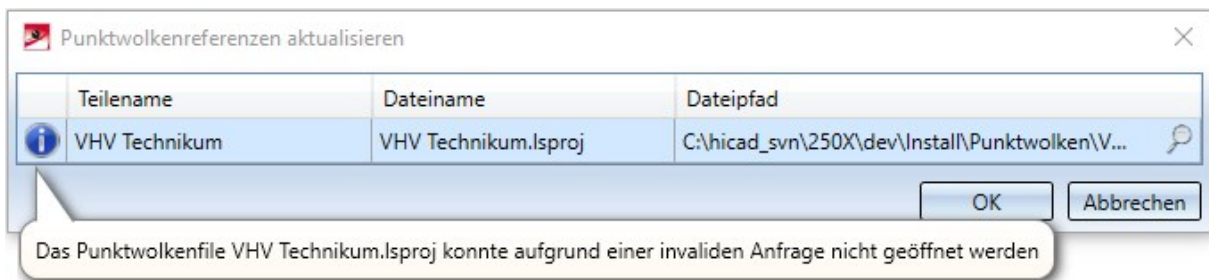 Punktwolkenreferenzen aktualisieren
Teilename Dateiname Dateipfad
VHV Technikum VHV Technikum.lsproj C:\hicad_svn\250X\dev\Install\Punktwolken\V...
OK Abbrechen
Das Punktwolkenfile VHV Technikum.lsproj konnte aufgrund einer invaliden Anfrage nicht geöffnet werden